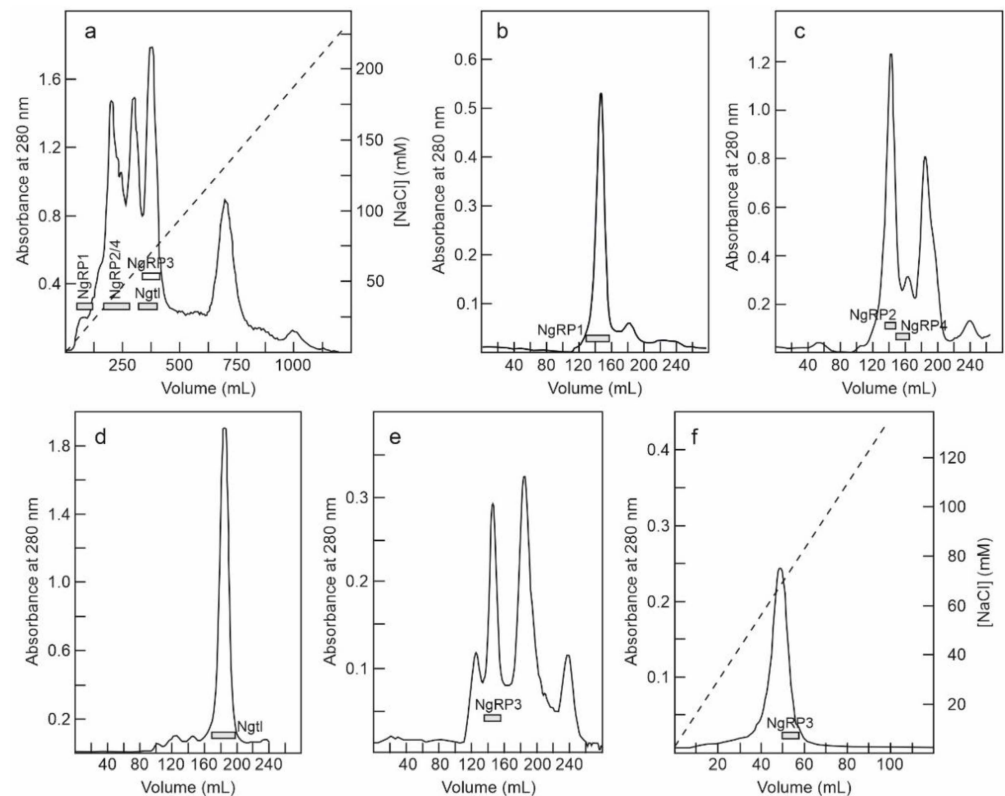 a
Absorbance at 280 nm
1.6
1.2
0.8
0.4
NgRP1
NgRP2/4
NgRP3
Ngtl
200
150
100
50
[NaCl] (mM)
250 500 750 1000
Volume (mL)
b
Absorbance at 280 nm
0.6
0.5
0.4
0.3
0.2
0.1
NgRP1
40 80 120 160 200 240
Volume (mL)
c
Absorbance at 280 nm
1.2
1.0
0.8
0.6
0.4
0.2
NgRP2
NgRP4
40 80 120 160 200 240
Volume (mL)
d
Absorbance at 280 nm
1.8
1.4
1.0
0.6
0.2
Ngtl
40 80 120 160 200 240
Volume (mL)
e
Absorbance at 280 nm
0.3
0.2
0.1
NgRP3
40 80 120 160 200 240
Volume (mL)
f
Absorbance at 280 nm
0.4
0.3
0.2
0.1
NgRP3
120
100
80
60
40
20
[NaCl] (mM)
20 40 60 80 100
Volume (mL)